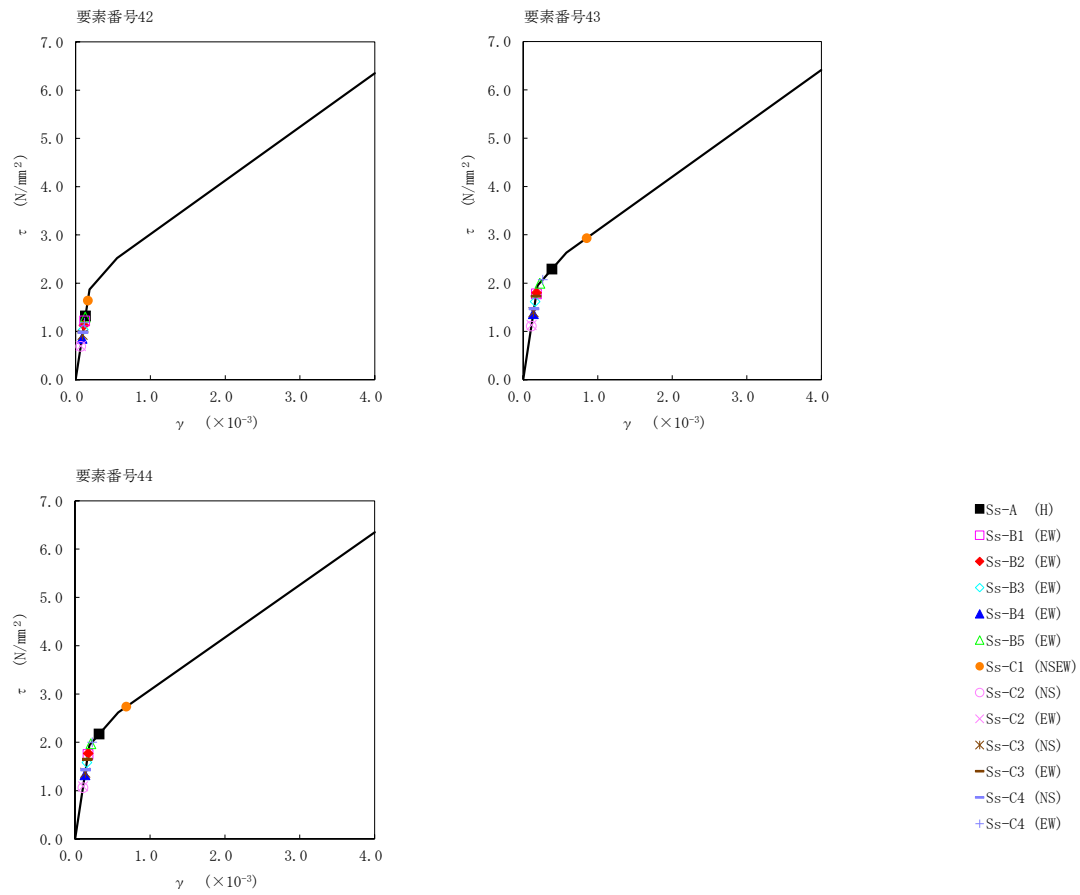 要素番号42
7.0
6.0
5.0
4.0
3.0
2.0
1.0
0.0
τ (N/mm²)
0.0 1.0 2.0 3.0 4.0
γ (×10⁻³)
要素番号43
7.0
6.0
5.0
4.0
3.0
2.0
1.0
0.0
τ (N/mm²)
0.0 1.0 2.0 3.0 4.0
γ (×10⁻³)
要素番号44
7.0
6.0
5.0
4.0
3.0
2.0
1.0
0.0
τ (N/mm²)
0.0 1.0 2.0 3.0 4.0
γ (×10⁻³)
Ss-A (H)
Ss-B1 (EW)
Ss-B2 (EW)
Ss-B3 (EW)
Ss-B4 (EW)
Ss-B5 (EW)
Ss-C1 (NSEW)
Ss-C2 (NS)
Ss-C2 (EW)
Ss-C3 (NS)
Ss-C3 (EW)
Ss-C4 (NS)
Ss-C4 (EW)